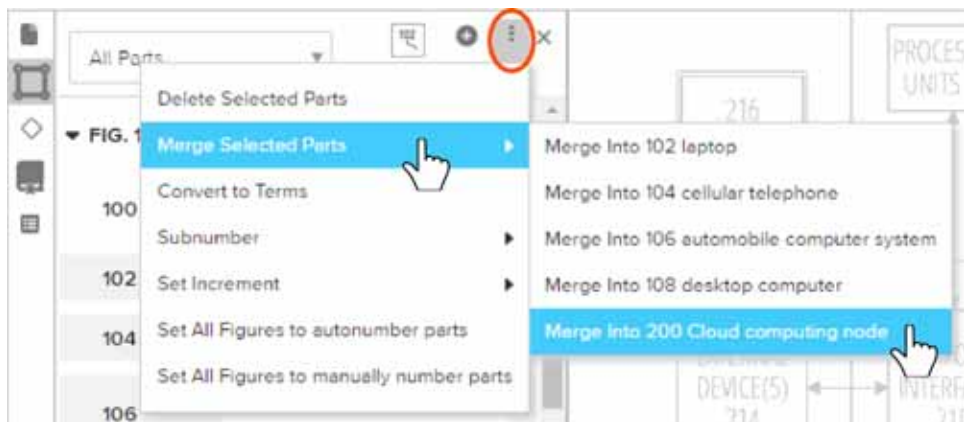 102
All Parts
PROCES
UNITS
216
Delete Selected Parts
FIG. 1
Merge Selected Parts
Merge Into 102 laptop
Convert to Terms
Merge Into 104 cellular telephone
100
Subnumber
Merge Into 106 automobile computer system
102
Set Increment
Merge Into 108 desktop computer
104
Set All Figures to autonumber parts
Merge Into 200 Cloud computing node
Set All Figures to manually number parts
DEVICE(S)
INTERF
106
214